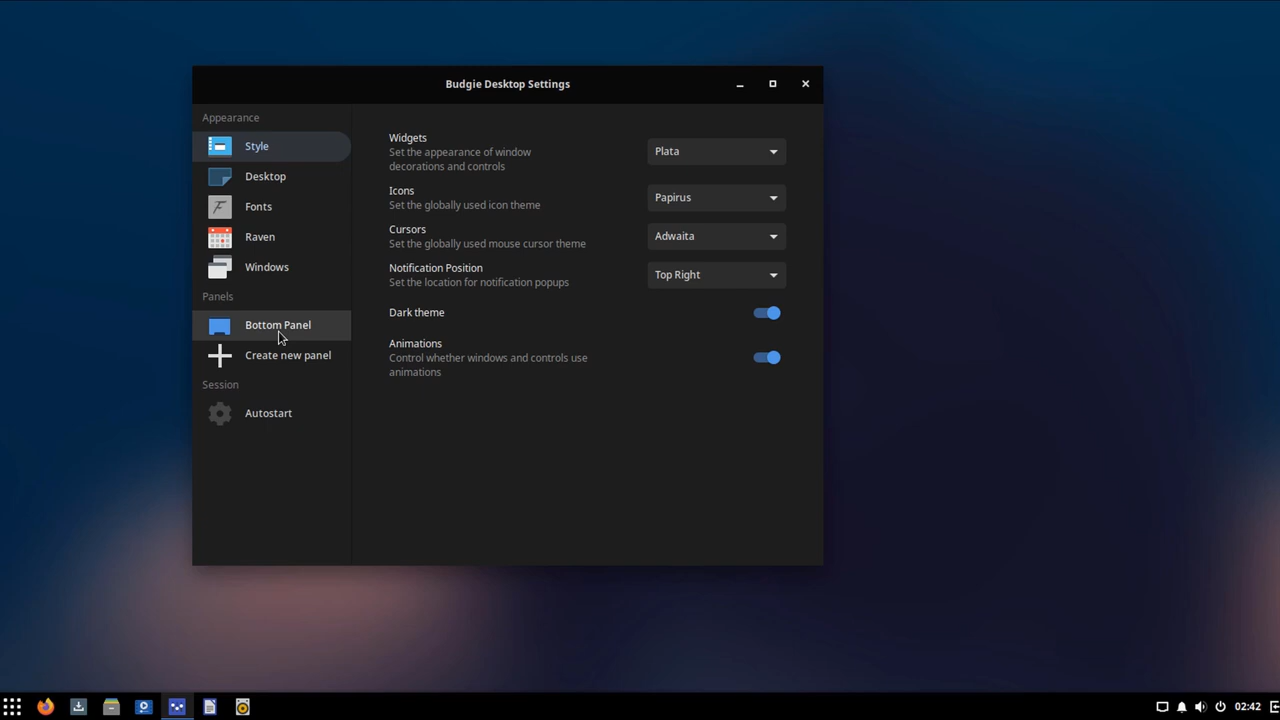 Budgie Desktop Settings
Appearance
Style
Desktop
Fonts
Raven
Windows
Panels
Bottom Panel
Create new panel
Session
Autostart
Widgets
Set the appearance of window
decorations and controls
Plata
Icons
Set the globally used icon theme
Papirus
Cursors
Set the globally used mouse cursor theme
Adwaita
Notification Position
Set the location for notification popups
Top Right
Dark theme
Animations
Control whether windows and controls use
animations
02:42